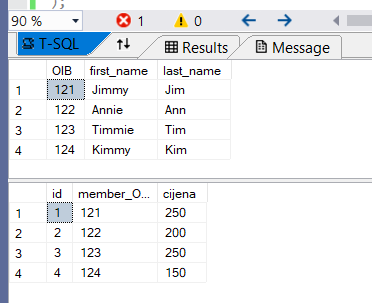 );
90 % 1 0
T-SQL Results Message
OIB first_name last_name
1 121 Jimmy Jim
2 122 Annie Ann
3 123 Timmie Tim
4 124 Kimmy Kim
id member_O... cijena
1 1 121 250
2 2 122 200
3 3 123 250
4 4 124 150